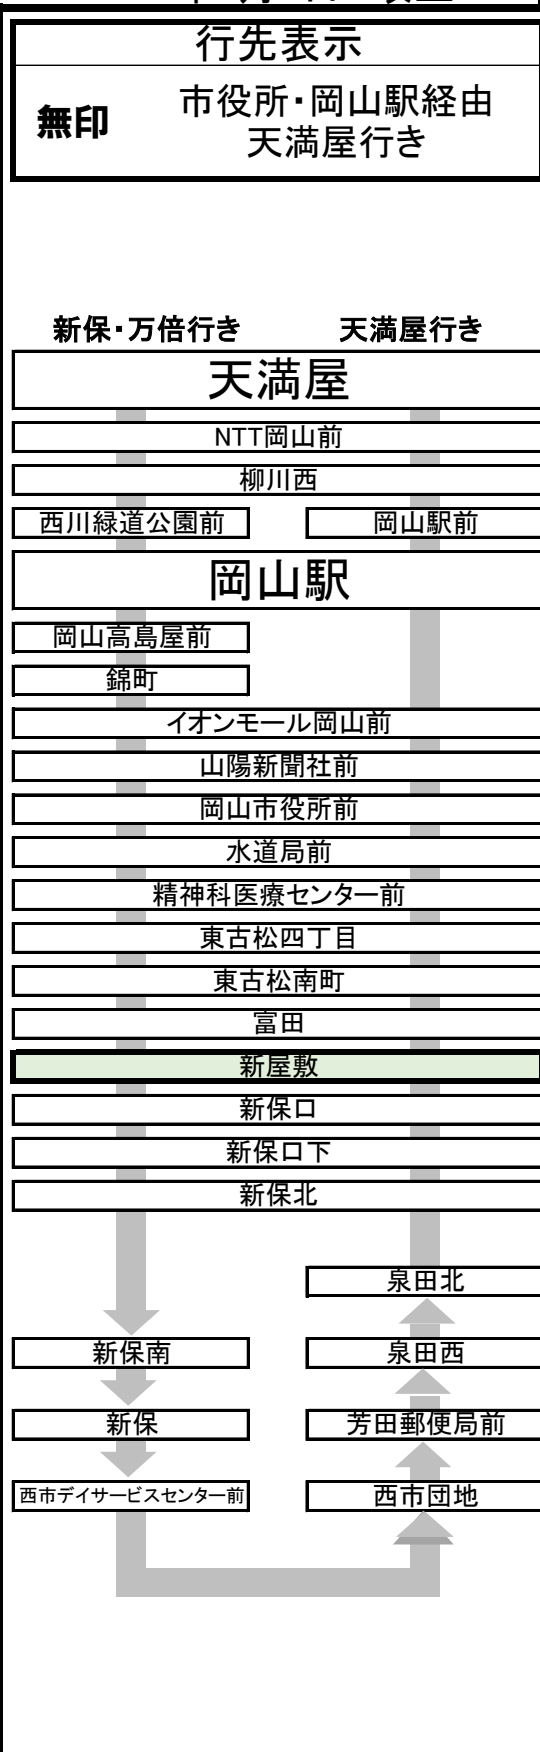 行先表示
無印
市役所・岡山駅経由
天満屋行き
新保・万倍行き 天満屋行き
天満屋
NTT岡山前
柳川西
西川緑道公園前 岡山駅前
岡山駅
岡山高島屋前
錦町
イオンモール岡山前
山陽新聞社前
岡山市役所前
水道局前
精神科医療センター前
東古松四丁目
東古松南町
富田
新屋敷
新保口
新保口下
新保北
泉田北
新保南 泉田西
新保 芳田郵便局前
西市デイサービスセンター前 西市団地